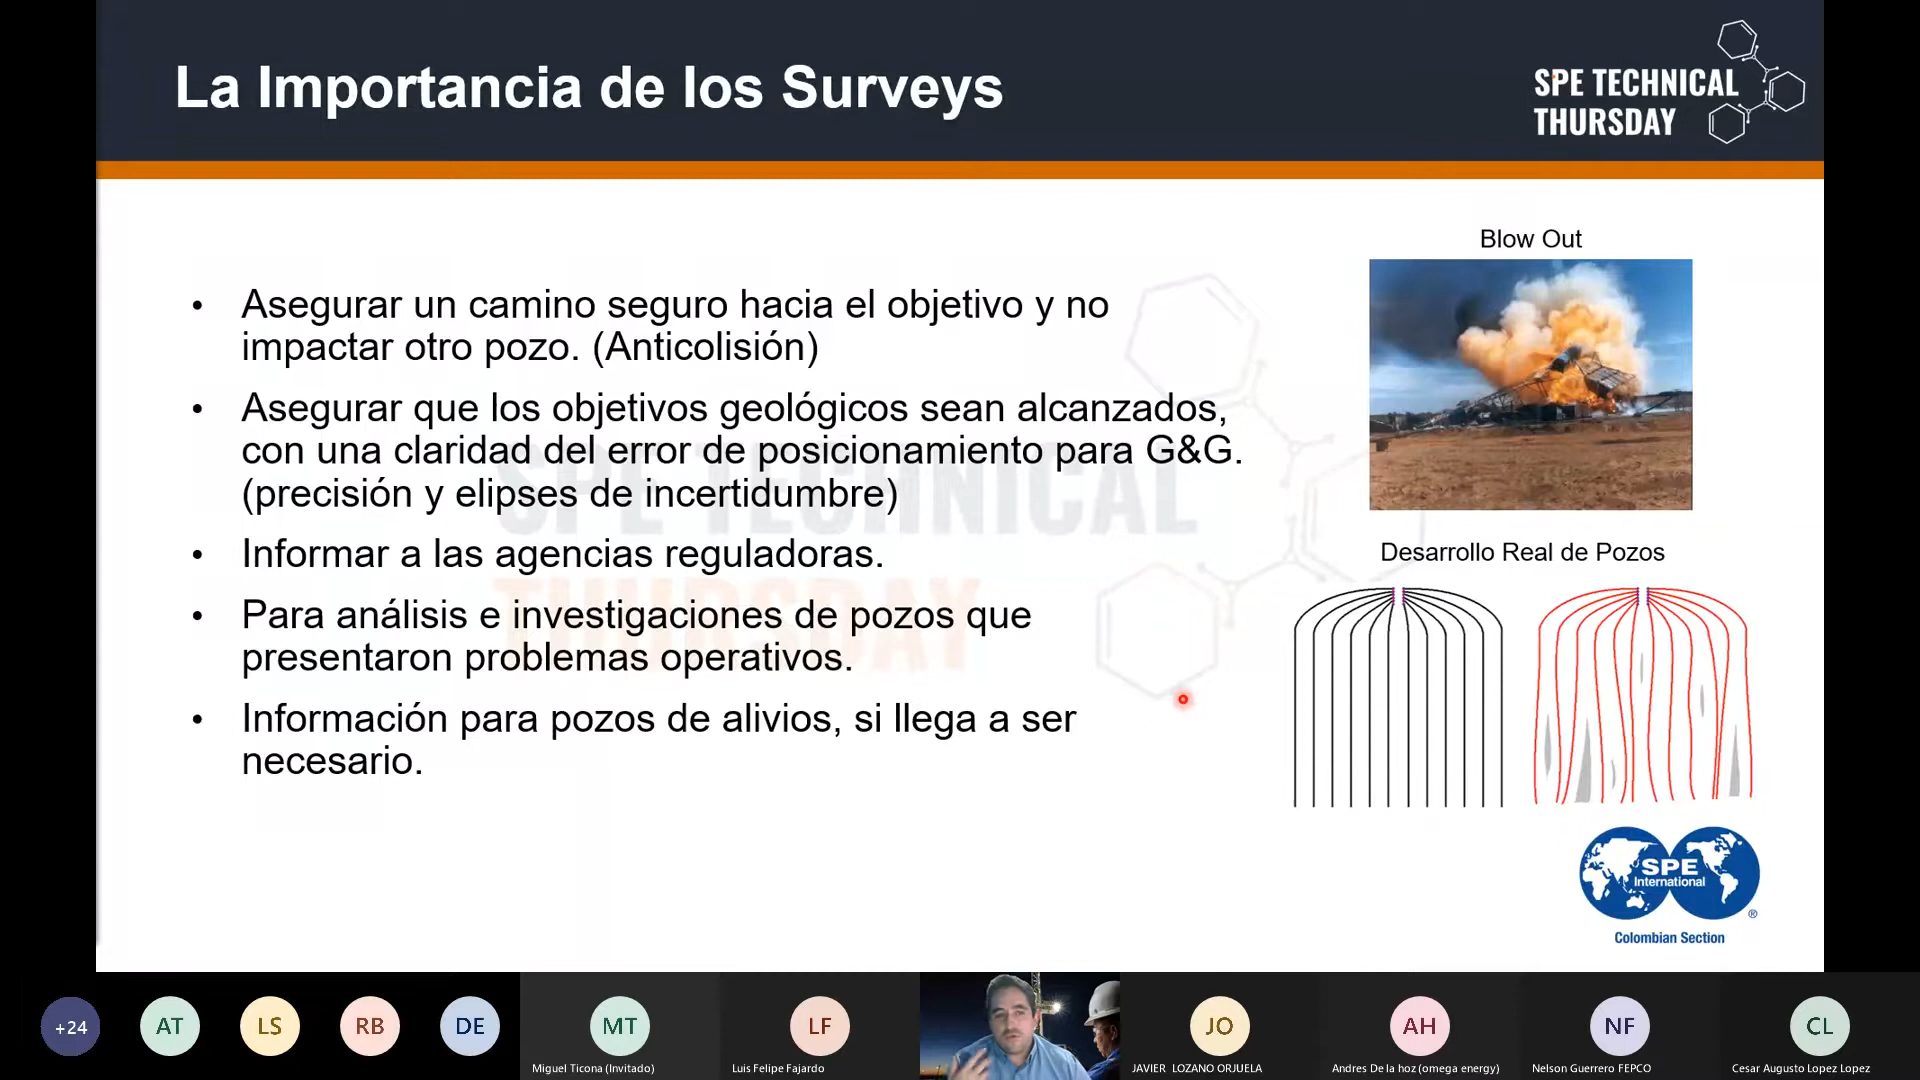 La Importancia de los Surveys
SPE TECHNICAL
THURSDAY
• Asegurar un camino seguro hacia el objetivo y no
impactar otro pozo. (Anticolisión)
• Asegurar que los objetivos geológicos sean alcanzados,
con una claridad del error de posicionamiento para G&G.
(precisión y elipses de incertidumbre)
• Informar a las agencias reguladoras.
• Para análisis e investigaciones de pozos que
presentaron problemas operativos.
• Información para pozos de alivios, si llega a ser
necesario.
SPE TECHNICAL
THURSDAY
Blow Out
Desarrollo Real de Pozos
SPE
International
®
Colombian Section
+24
AT
LS
RB
DE
MT
Miguel Ticona (Invitado)
LF
Luis Felipe Fajardo
JO
JAVIER LOZANO ORJUELA
AH
Andres De la hoz (omega energy)
NF
Nelson Guerrero FEPCO
CL
Cesar Augusto Lopez Lopez